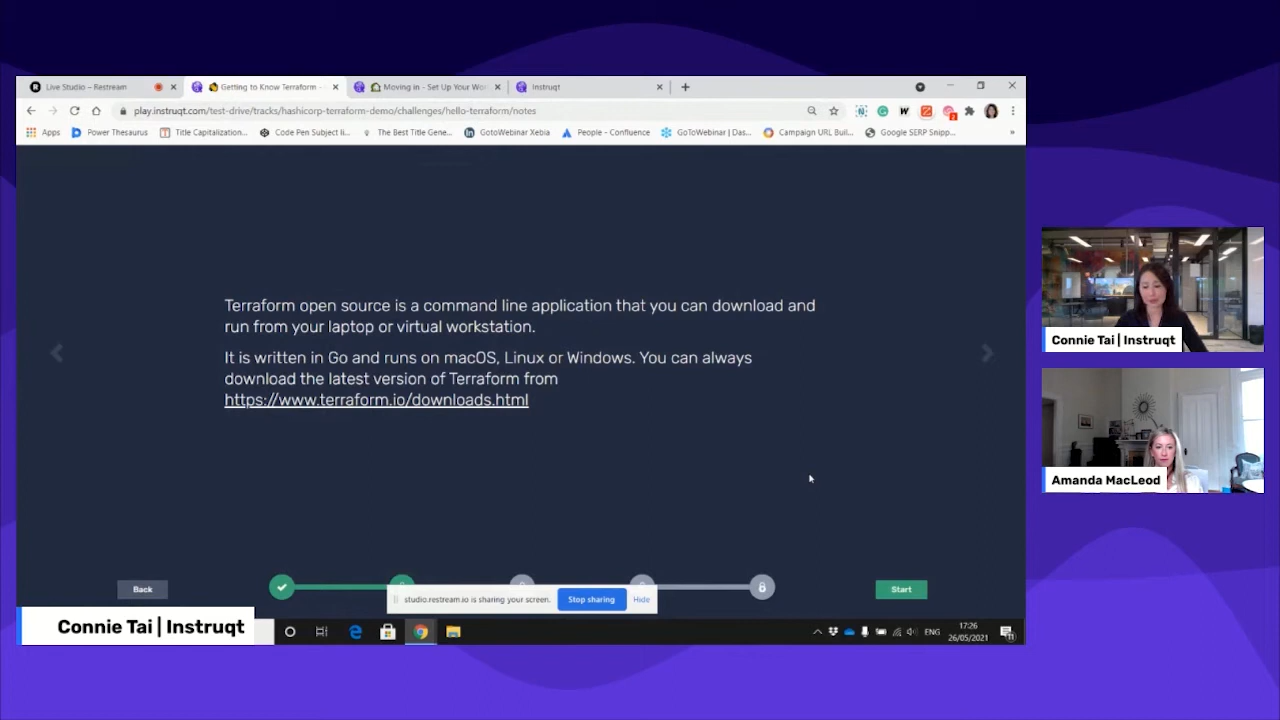 Live Studio – Restream
Getting to Know Terraform -
Moving in - Set Up Your Wo
Instruqt
play.instruqt.com/test-drive/tracks/hashicorp-terraform-demo/challenges/hello-terraform/notes
Apps
Power Thesaurus
Title Capitalization...
Code Pen Subject li...
The Best Title Gene...
GotoWebinar Xebia
People - Confluence
GoToWebinar | Das...
Campaign URL Buil...
Google SERP Snipp...
»
Terraform open source is a command line application that you can download and
run from your laptop or virtual workstation.
It is written in Go and runs on macOS, Linux or Windows. You can always
download the latest version of Terraform from
https://www.terraform.io/downloads.html
Back
Start
studio.restream.io is sharing your screen.
Stop sharing
Hide
Connie Tai | Instruqt
ENG
17:26
26/05/2021
Connie Tai | Instruqt
Amanda MacLeod